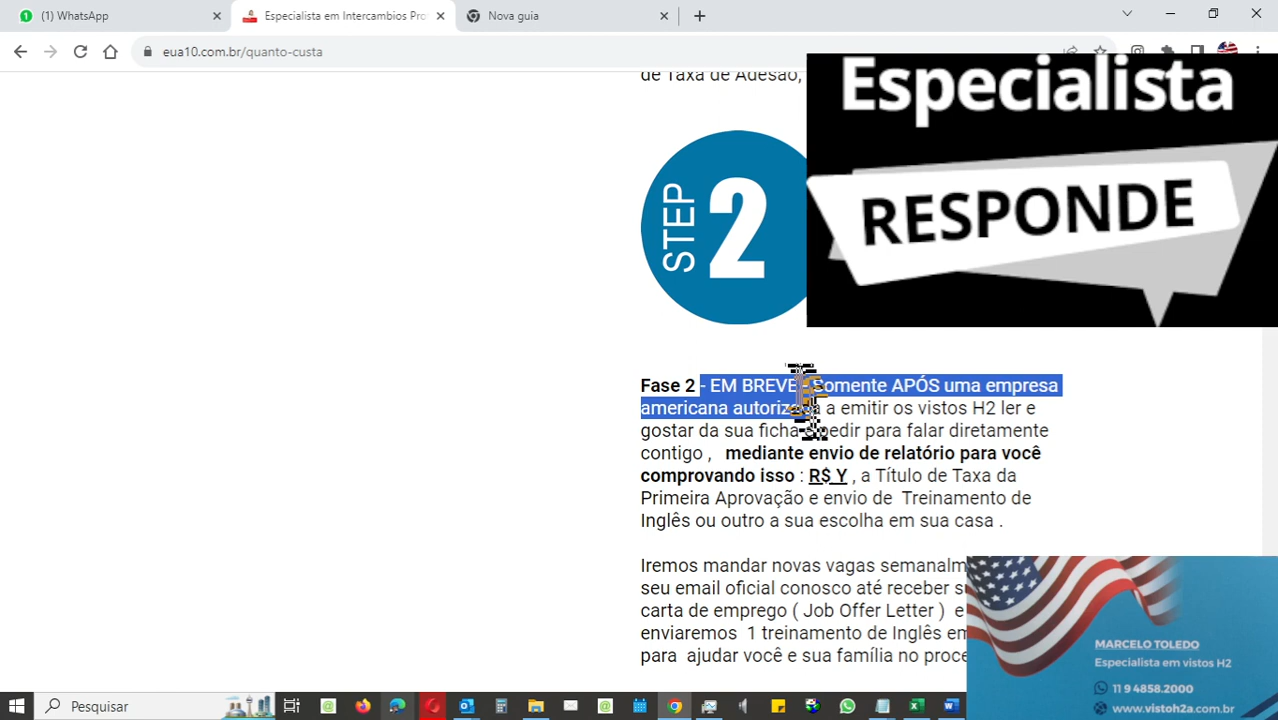 (1) WhatsApp
Especialista em Intercambios Pro
Nova guia
eua10.com.br/quanto-custa
de Taxa de Adesão,
Especialista
RESPONDE
STEP 2
Fase 2 - EM BREVE - Somente APÓS uma empresa
americana autorizada a emitir os vistos H2 ler e
gostar da sua ficha e pedir para falar diretamente
contigo , mediante envio de relatório para você
comprovando isso : R$ Y , a Título de Taxa da
Primeira Aprovação e envio de Treinamento de
Inglês ou outro a sua escolha em sua casa .
Iremos mandar novas vagas semanalm
seu email oficial conosco até receber s
carta de emprego ( Job Offer Letter ) e
enviaremos 1 treinamento de Inglês em
para ajudar você e sua família no proce
MARCELO TOLEDO
Especialista em vistos H2
11 9 4858.2000
www.vistoh2a.com.br
Pesquisar